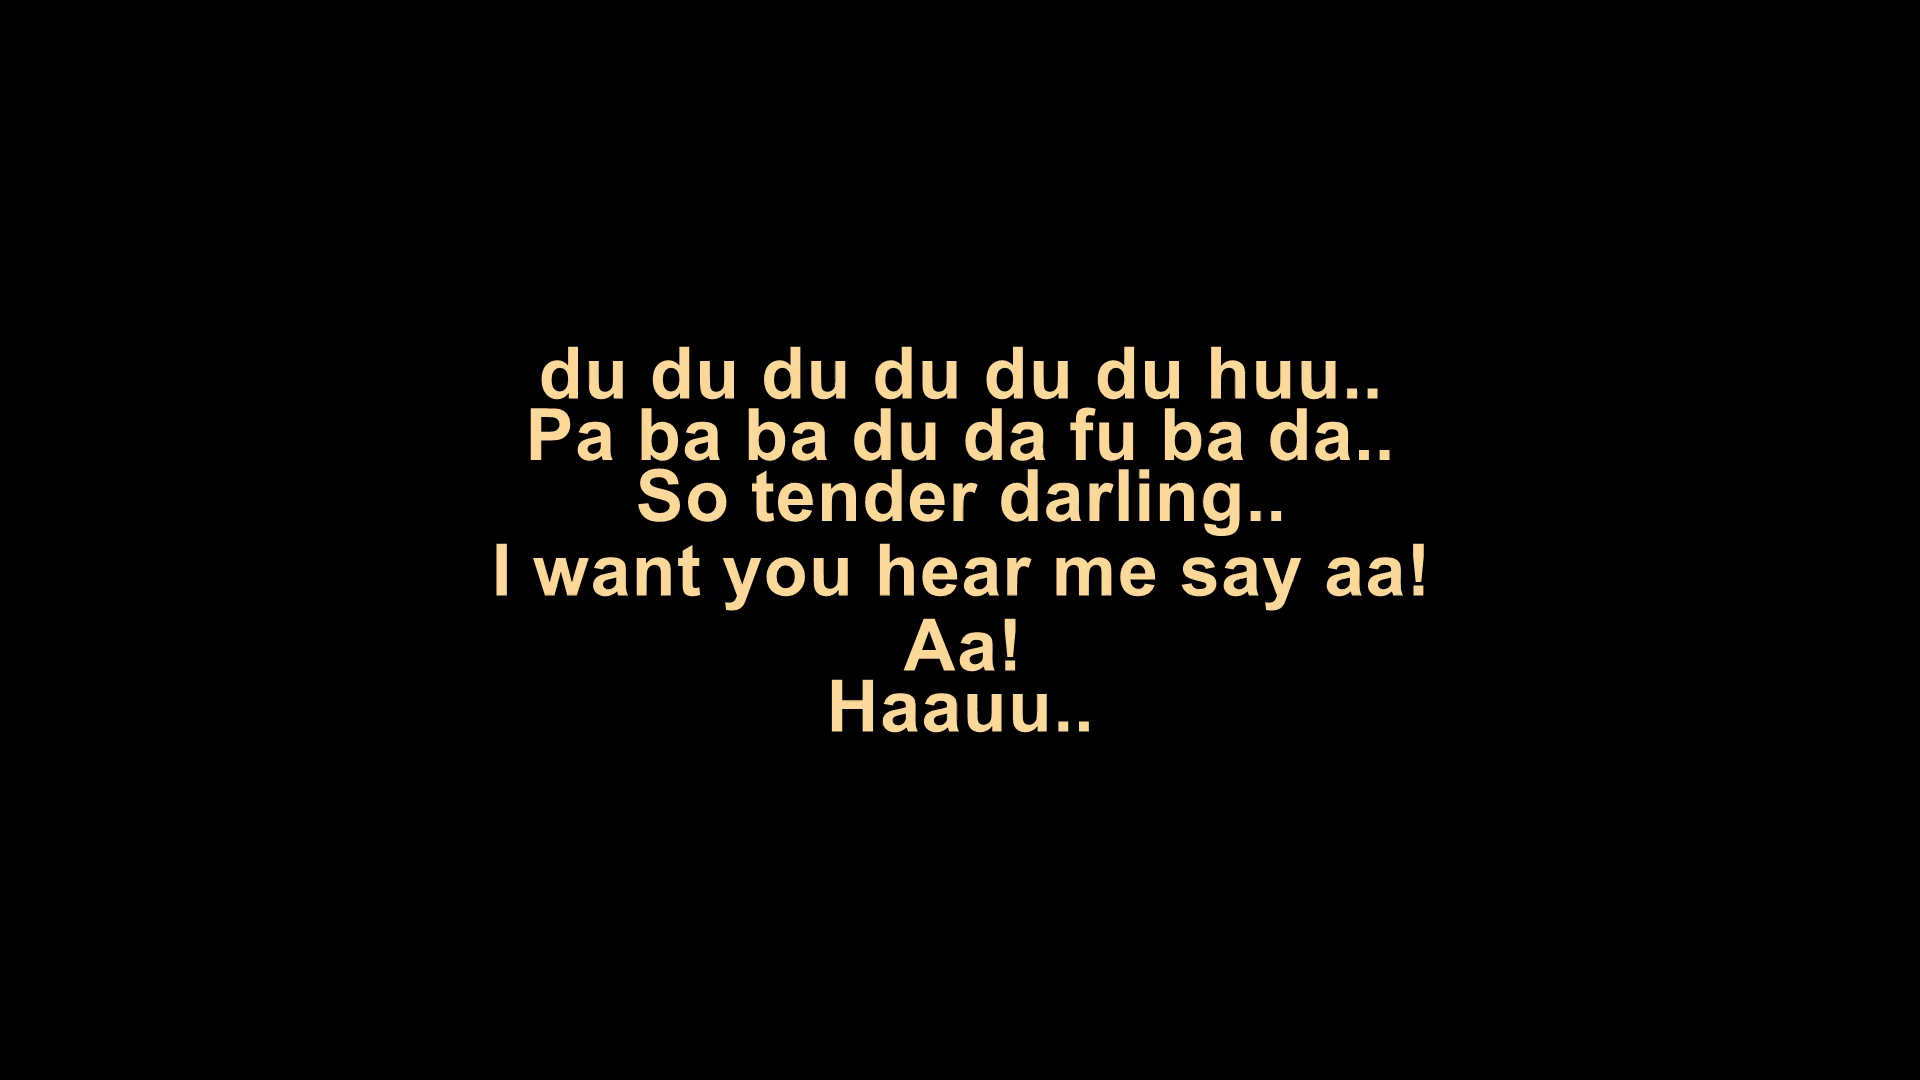 du du du du du du huu..
Pa ba ba du da fu ba da..
So tender darling..
I want you hear me say aa!
Aa!
Haauu..